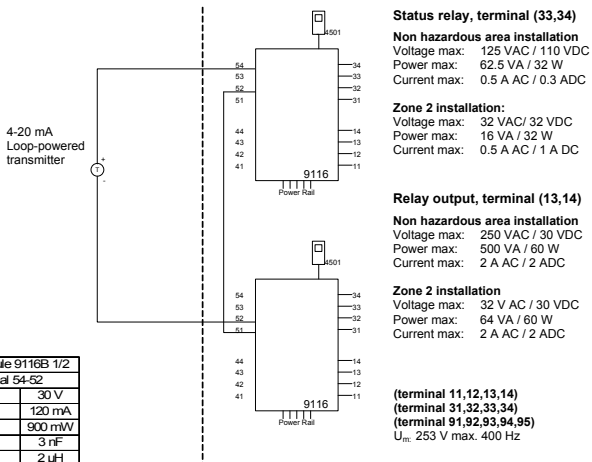 4501
54
53
52
51
44
43
42
41
34
33
32
31
14
13
12
11
9116
Power Rail
4-20 mA
Loop-powered
transmitter
+
T
-
4501
54
53
52
51
44
43
42
41
34
33
32
31
14
13
12
11
9116
Power Rail
ule 9116B 1/2
al 54-52
30 V
120 mA
900 mW
3 nF
2 uH
Status relay, terminal (33,34)
Non hazardous area installation
Voltage max: 125 VAC / 110 VDC
Power max: 62.5 VA / 32 W
Current max: 0.5 A AC / 0.3 ADC
Zone 2 installation:
Voltage max: 32 VAC/ 32 VDC
Power max: 16 VA / 32 W
Current max: 0.5 A AC / 1 A DC
Relay output, terminal (13,14)
Non hazardous area installation
Voltage max: 250 VAC / 30 VDC
Power max: 500 VA / 60 W
Current max: 2 A AC / 2 ADC
Zone 2 installation
Voltage max: 32 V AC / 30 VDC
Power max: 64 VA / 60 W
Current max: 2 A AC / 2 ADC
(terminal 11,12,13,14)
(terminal 31,32,33,34)
(terminal 91,92,93,94,95)
Um: 253 V max. 400 Hz